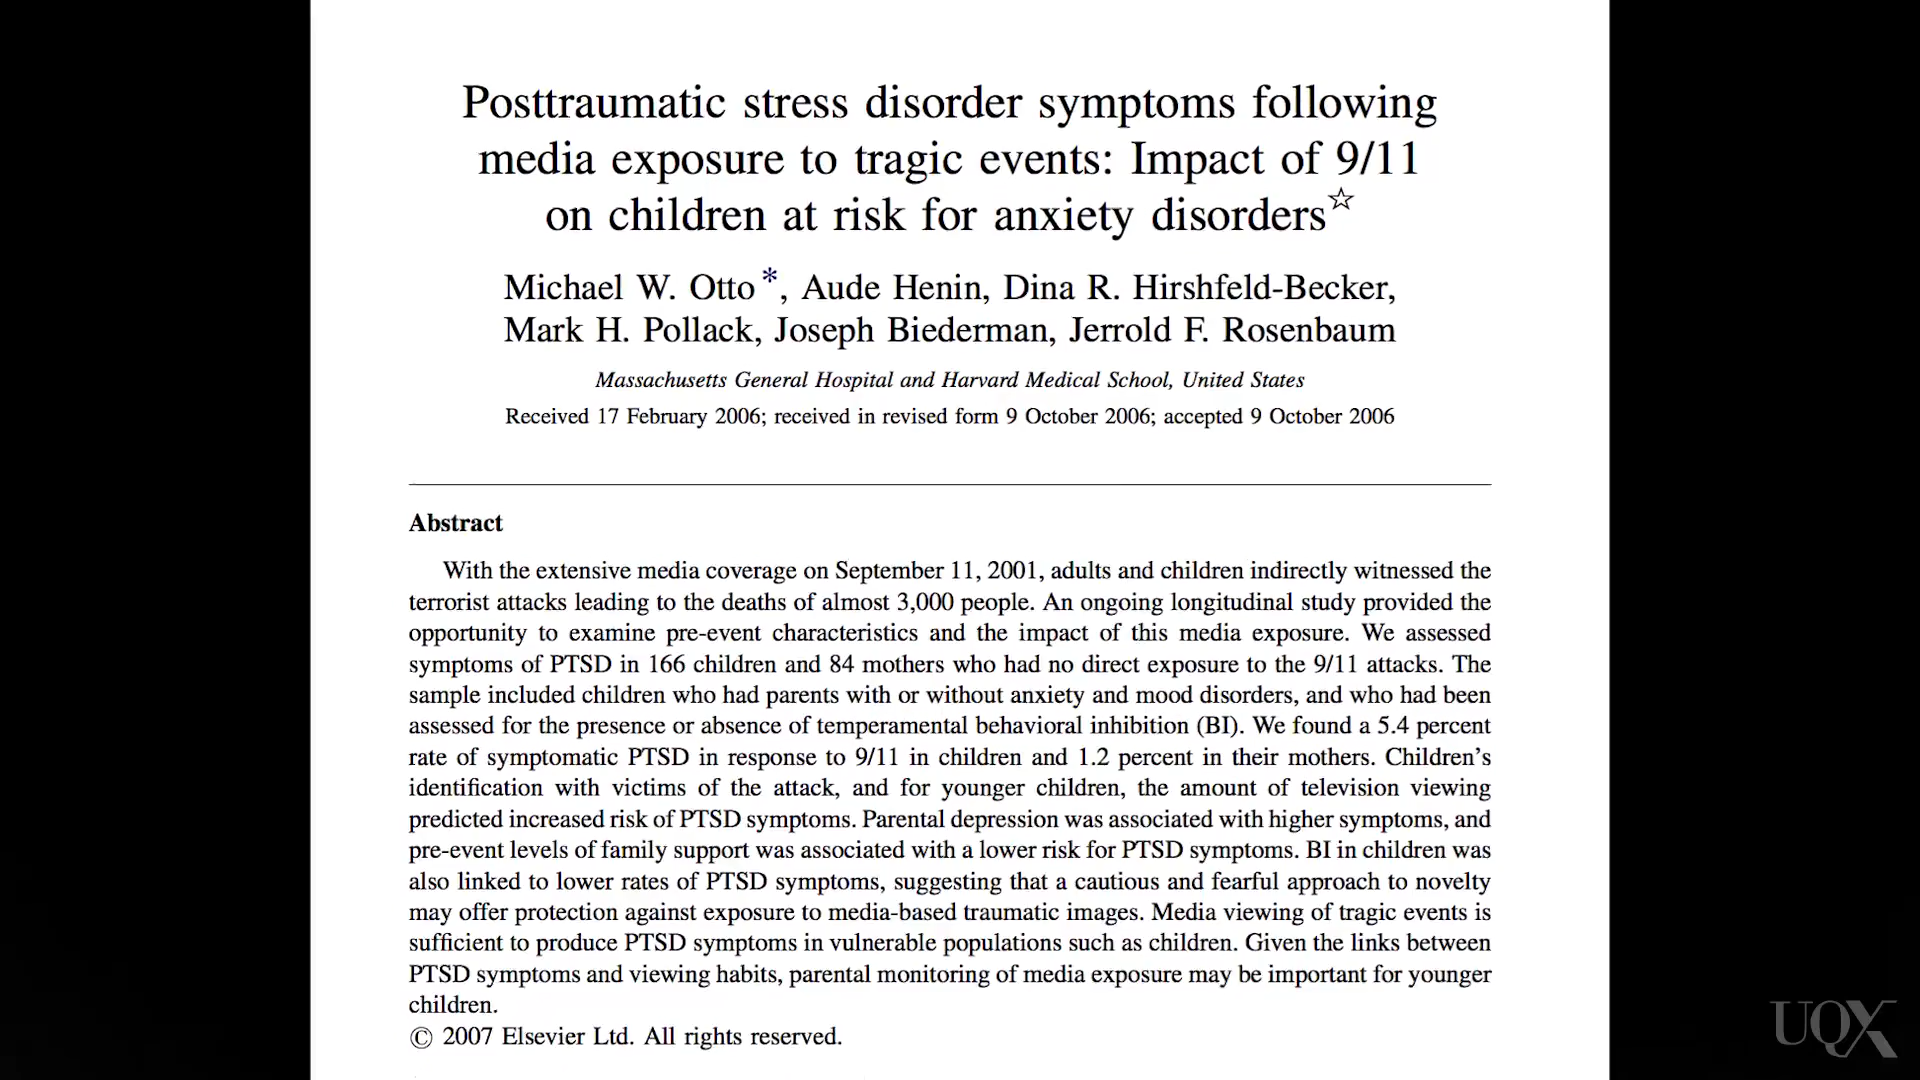 Posttraumatic stress disorder symptoms following
media exposure to tragic events: Impact of 9/11
on children at risk for anxiety disorders☆
Michael W. Otto*, Aude Henin, Dina R. Hirshfeld-Becker,
Mark H. Pollack, Joseph Biederman, Jerrold F. Rosenbaum
Massachusetts General Hospital and Harvard Medical School, United States
Received 17 February 2006; received in revised form 9 October 2006; accepted 9 October 2006
Abstract
With the extensive media coverage on September 11, 2001, adults and children indirectly witnessed the
terrorist attacks leading to the deaths of almost 3,000 people. An ongoing longitudinal study provided the
opportunity to examine pre-event characteristics and the impact of this media exposure. We assessed
symptoms of PTSD in 166 children and 84 mothers who had no direct exposure to the 9/11 attacks. The
sample included children who had parents with or without anxiety and mood disorders, and who had been
assessed for the presence or absence of temperamental behavioral inhibition (BI). We found a 5.4 percent
rate of symptomatic PTSD in response to 9/11 in children and 1.2 percent in their mothers. Children's
identification with victims of the attack, and for younger children, the amount of television viewing
predicted increased risk of PTSD symptoms. Parental depression was associated with higher symptoms, and
pre-event levels of family support was associated with a lower risk for PTSD symptoms. BI in children was
also linked to lower rates of PTSD symptoms, suggesting that a cautious and fearful approach to novelty
may offer protection against exposure to media-based traumatic images. Media viewing of tragic events is
sufficient to produce PTSD symptoms in vulnerable populations such as children. Given the links between
PTSD symptoms and viewing habits, parental monitoring of media exposure may be important for younger
children.
© 2007 Elsevier Ltd. All rights reserved.
UQX